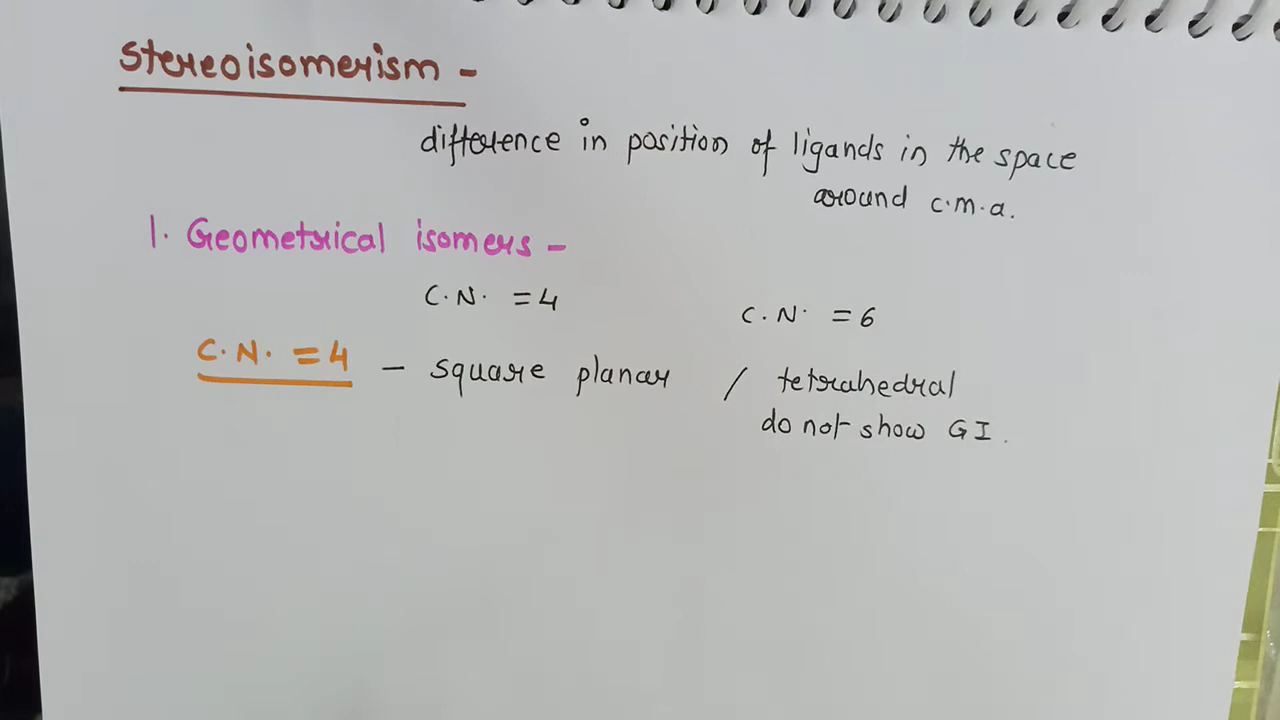 Stereoisomerism -
difference in position of ligands in the space
around c.m.a.
1. Geometrical isomers -
C.N. = 4
C.N. = 6
C.N. = 4 - square planar / tetrahedral
do not show GI.